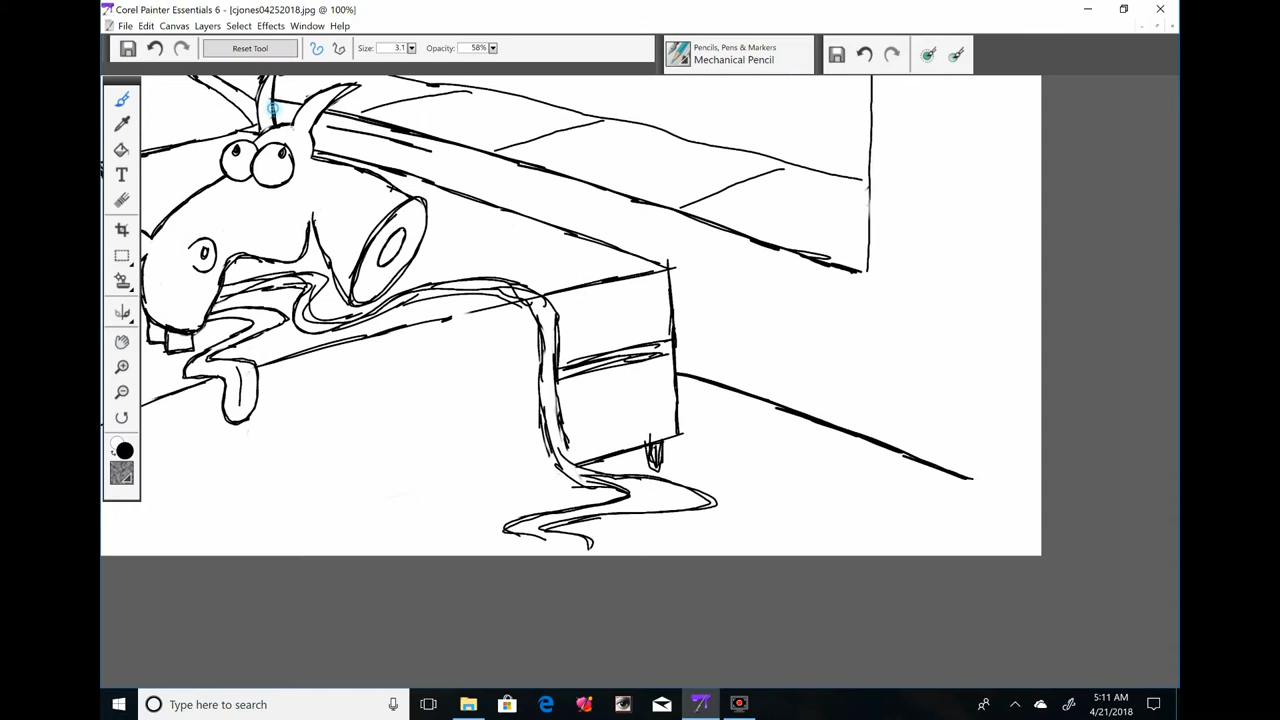 Corel Painter Essentials 6 - [cjones04252018.jpg @ 100%]
File Edit Canvas Layers Select Effects Window Help
Reset Tool
Size: 3.1
Opacity: 58%
Pencils, Pens & Markers
Mechanical Pencil
T
Type here to search
5:11 AM
4/21/2018